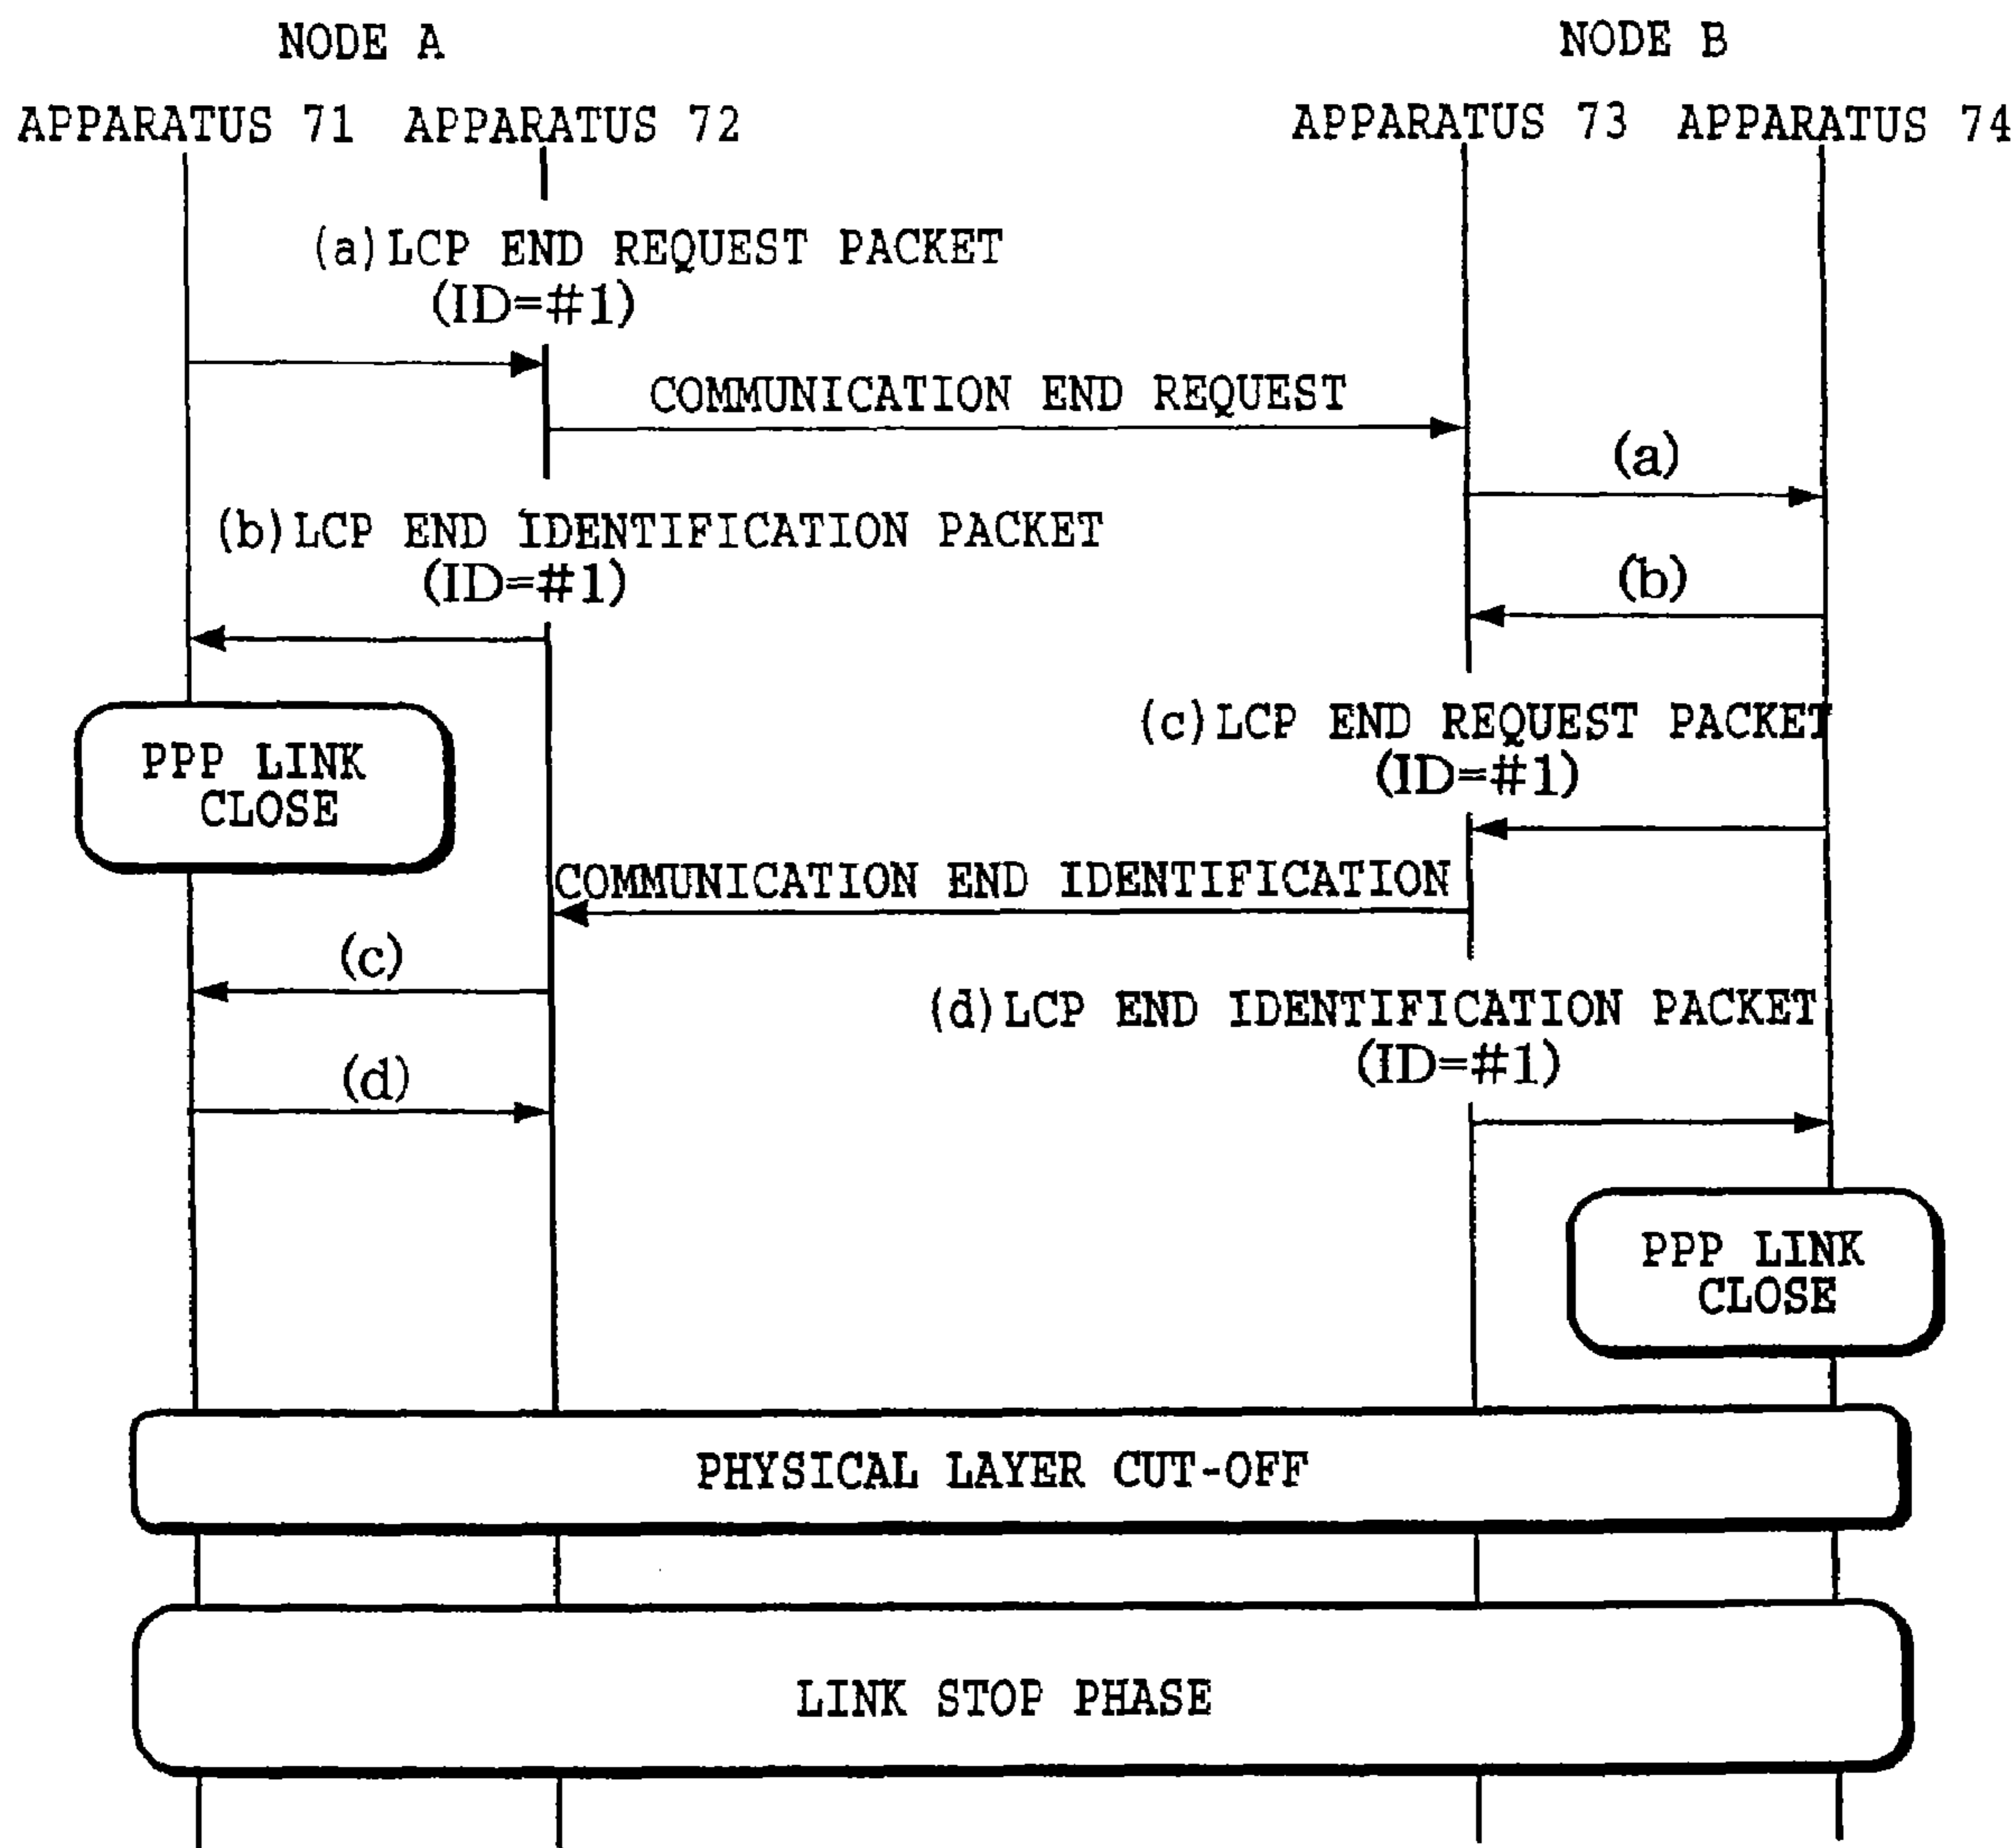 NODE A
NODE B
APPARATUS 71 APPARATUS 72
APPARATUS 73 APPARATUS 74
(a)LCP END REQUEST PACKET
(ID=#1)
COMMUNICATION END REQUEST
(a)
(b)LCP END IDENTIFICATION PACKET
(ID=#1)
(b)
(c)LCP END REQUEST PACKET
(ID=#1)
PPP LINK
CLOSE
COMMUNICATION END IDENTIFICATION
(c)
(d)LCP END IDENTIFICATION PACKET
(ID=#1)
(d)
PPP LINK
CLOSE
PHYSICAL LAYER CUT-OFF
LINK STOP PHASE